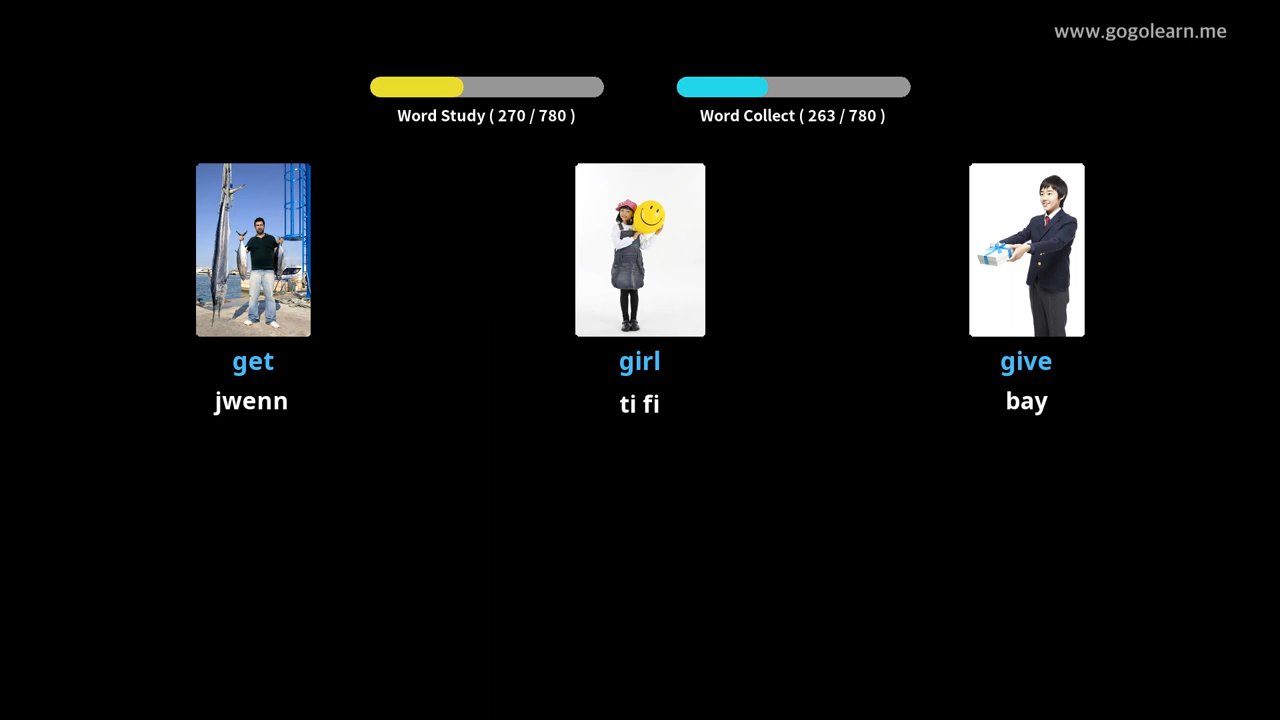 www.gogolearn.me
Word Study ( 270 / 780 )
Word Collect ( 263 / 780 )
get
girl
give
jwenn
ti fi
bay